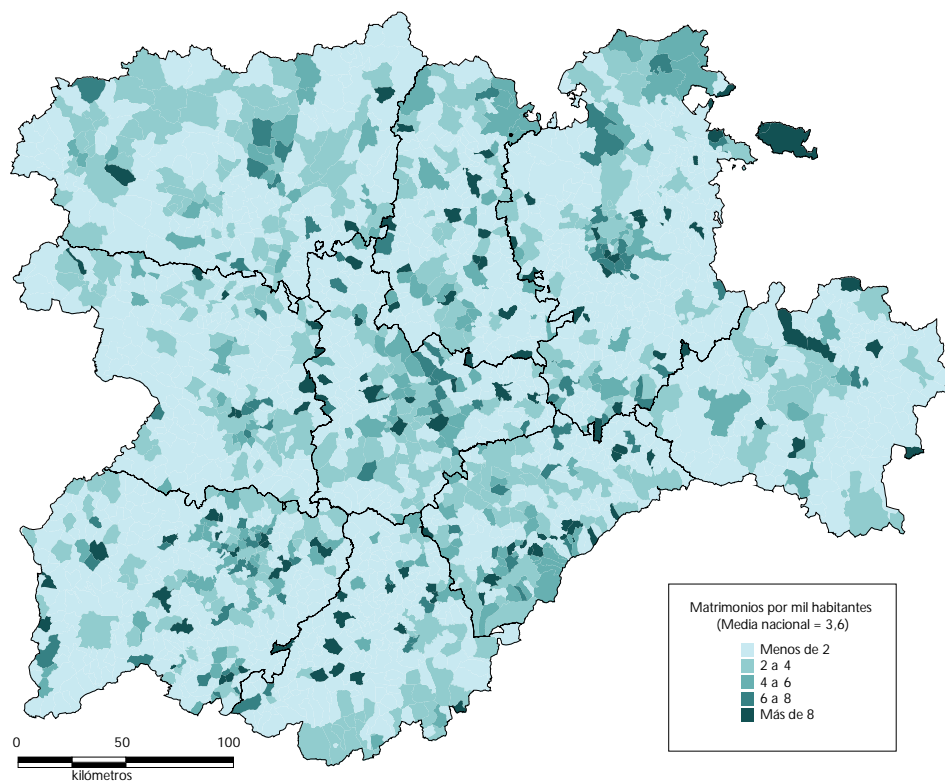 Matrimonios por mil habitantes
(Media nacional = 3,6)
Menos de 2
2 a 4
4 a 6
6 a 8
Más de 8
0 50 100
kilómetros